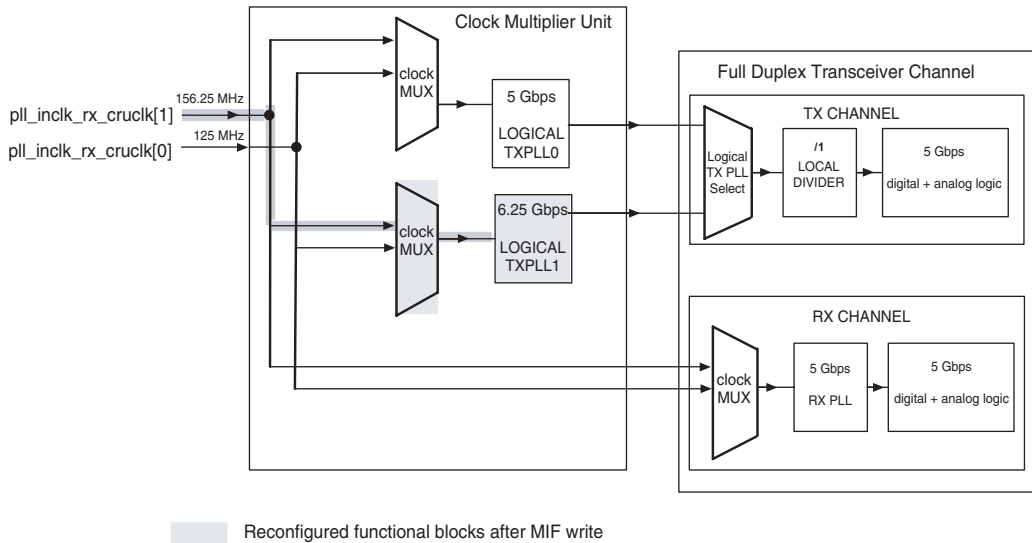 Clock Multiplier Unit
Full Duplex Transceiver Channel
156.25 MHz
pll_inclk_rx_cruclk[1]
125 MHz
pll_inclk_rx_cruclk[0]
clock
MUX
5 Gbps
LOGICAL
TXPLL0
TX CHANNEL
Logical
TX PLL
Select
/1
LOCAL
DIVIDER
5 Gbps
digital + analog logic
clock
MUX
6.25 Gbps
LOGICAL
TXPLL1
RX CHANNEL
clock
MUX
5 Gbps
RX PLL
5 Gbps
digital + analog logic
Reconfigured functional blocks after MIF write